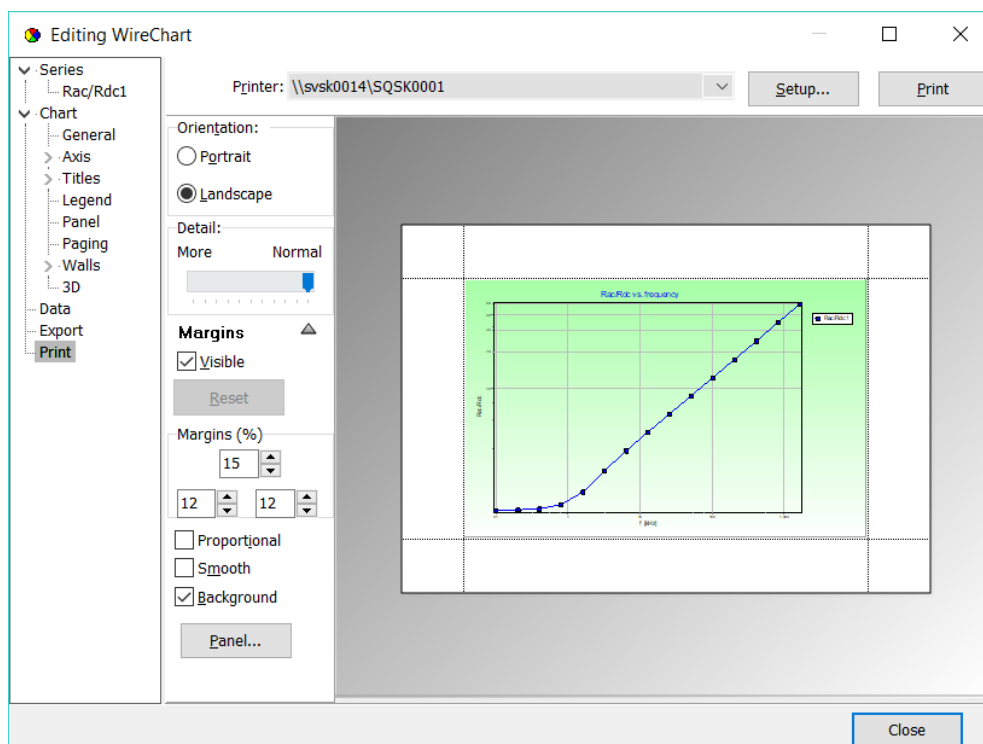 Editing WireChart
Series
Rac/Rdc1
Chart
General
Axis
Titles
Legend
Panel
Paging
Walls
3D
Data
Export
Print
Printer: \\svsk0014\SQSK0001
Setup...
Print
Orientation:
Portrait
Landscape
Detail:
More Normal
Margins
Visible
Reset
Margins (%)
15
12 12
Proportional
Smooth
Background
Panel...
Rac/Rdc vs. frequency
Rac/Rdc1
Rac/Rdc
Close